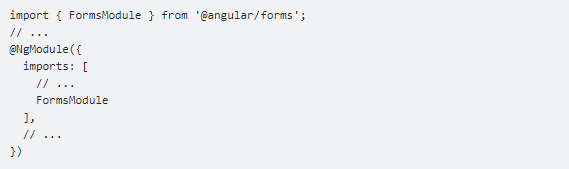 import { FormsModule } from '@angular/forms';
// ...
@NgModule({
  imports: [
    // ...
    FormsModule
  ],
  // ...
})